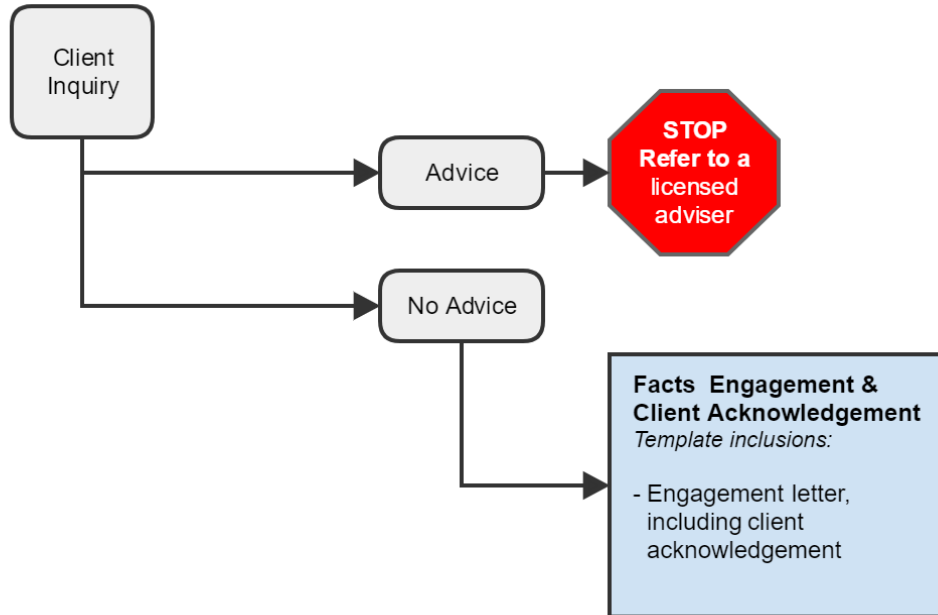 Client
Inquiry
Advice
STOP
Refer to a
licensed
adviser
No Advice
Facts Engagement &
Client Acknowledgement
Template inclusions:
- Engagement letter,
including client
acknowledgement